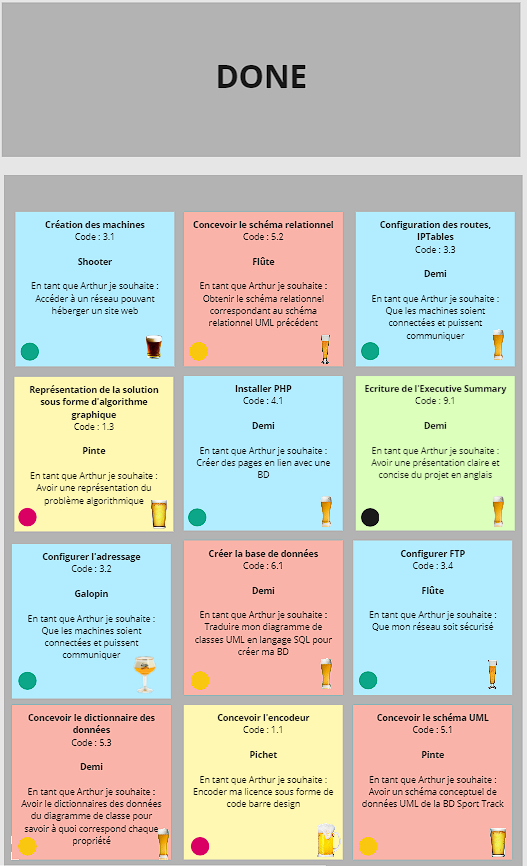 DONE
Création des machines
Code : 3.1
Shooter
En tant que Arthur je souhaite :
Accéder à un réseau pouvant
héberger un site web
Concevoir le schéma relationnel
Code : 5.2
Flûte
En tant que Arthur je souhaite :
Obtenir le schéma relationnel
correspondant au schéma
relationnel UML précédent
Configuration des routes,
IPTables
Code : 3.3
Demi
En tant que Arthur je souhaite :
Que les machines soient
connectées et puissent
communiquer
Représentation de la solution
sous forme d'algorithme
graphique
Code : 1.3
Pinte
En tant que Arthur je souhaite :
Avoir une représentation du
problème algorithmique
Installer PHP
Code : 4.1
Demi
En tant que Arthur je souhaite :
Créer des pages en lien avec une
BD
Ecriture de l'Executive Summary
Code : 9.1
Demi
En tant que Arthur je souhaite :
Avoir une présentation claire et
concise du projet en anglais
Configurer l'adressage
Code : 3.2
Galopin
En tant que Arthur je souhaite :
Que les machines soient
connectées et puissent
communiquer
Créer la base de données
Code : 6.1
Demi
En tant que Arthur je souhaite :
Traduire mon diagramme de
classes UML en langage SQL pour
créer ma BD
Configurer FTP
Code : 3.4
Flûte
En tant que Arthur je souhaite :
Que mon réseau soit sécurisé
Concevoir le dictionnaire des
données
Code : 5.3
Demi
En tant que Arthur je souhaite :
Avoir le dictionnaires des données
du diagramme de classe pour
savoir à quoi correspond chaque
propriété
Concevoir l'encodeur
Code : 1.1
Pichet
En tant que Arthur je souhaite :
Encoder ma licence sous forme de
code barre design
Concevoir le schéma UML
Code : 5.1
Pinte
En tant que Arthur je souhaite :
Avoir un schéma conceptuel de
données UML de la BD Sport Track